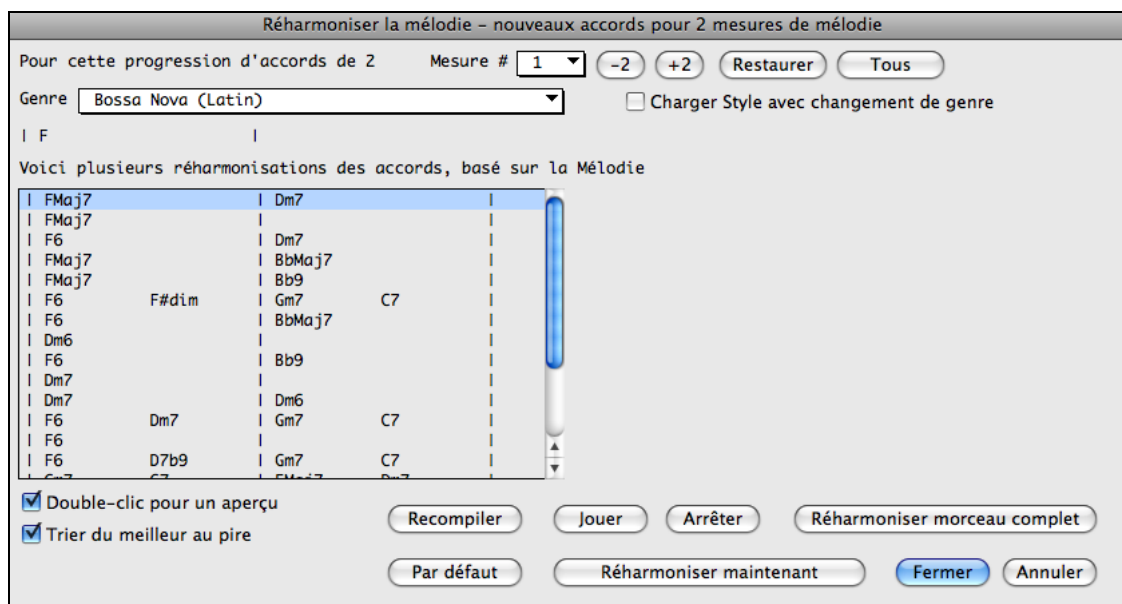 Réharmoniser la mélodie – nouveaux accords pour 2 mesures de mélodie
Pour cette progression d'accords de 2 Mesure # 1 -2 +2 Restaurer Tous
Genre Bossa Nova (Latin) Charger Style avec changement de genre
| F |
Voici plusieurs réharmonisations des accords, basé sur la Mélodie
| FMaj7 | Dm7 |
| FMaj7 | |
| F6 | Dm7 |
| FMaj7 | BbMaj7 |
| FMaj7 | Bb9 |
| F6 F#dim | Gm7 C7 |
| F6 | BbMaj7 |
| Dm6 | |
| F6 | Bb9 |
| Dm7 | |
| Dm7 | Dm6 |
| F6 Dm7 | Gm7 C7 |
| F6 | |
| F6 D7b9 | Gm7 C7 |
| Gm7 C7 | FMaj7 Dm7 |
Double-clic pour un aperçu
Trier du meilleur au pire
Recompiler Jouer Arrêter Réharmoniser morceau complet
Par défaut Réharmoniser maintenant Fermer Annuler